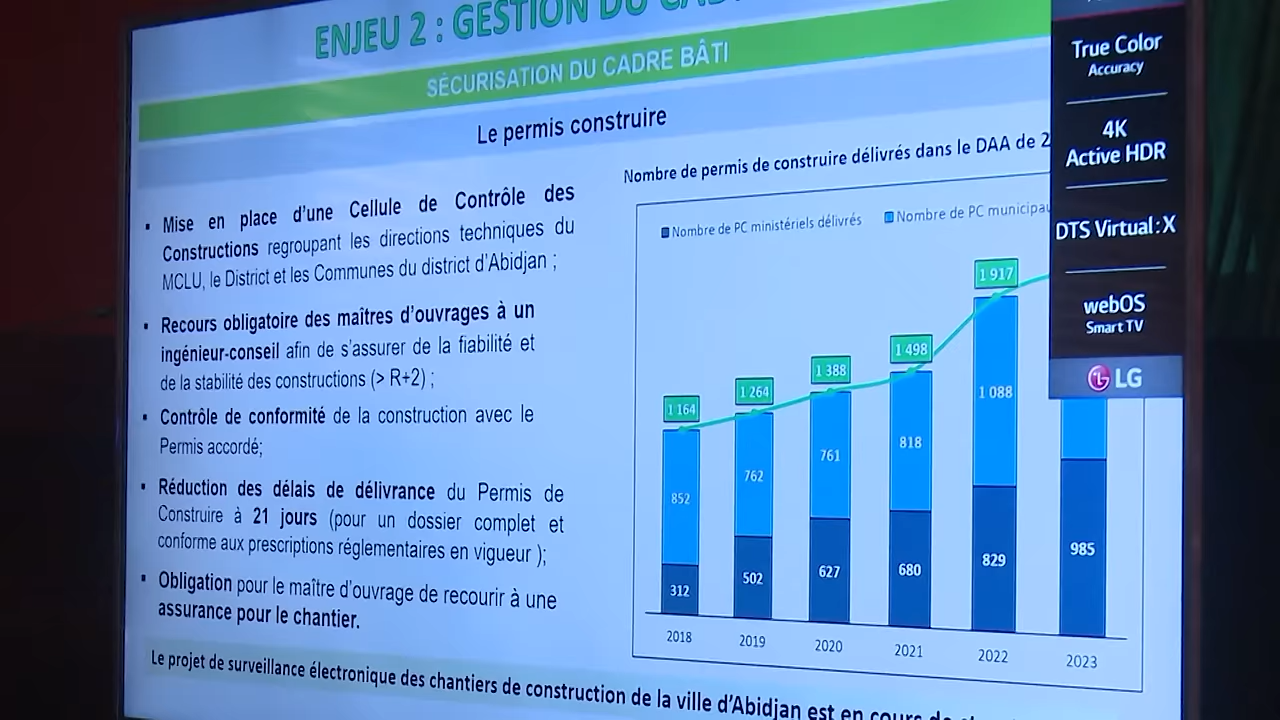 ENJEU 2 : GESTION DU
SÉCURISATION DU CADRE BÂTI
Le permis construire
▪ Mise en place d'une Cellule de Contrôle des
Constructions regroupant les directions techniques du
MCLU, le District et les Communes du district d'Abidjan ;
▪ Recours obligatoire des maîtres d'ouvrages à un
ingénieur-conseil afin de s'assurer de la fiabilité et
de la stabilité des constructions (> R+2) ;
▪ Contrôle de conformité de la construction avec le
Permis accordé;
▪ Réduction des délais de délivrance du Permis de
Construire à 21 jours (pour un dossier complet et
conforme aux prescriptions réglementaires en vigueur );
▪ Obligation pour le maître d'ouvrage de recourir à une
assurance pour le chantier.
Nombre de permis de construire délivrés dans le DAA de 2
Nombre de PC ministériels délivrés Nombre de PC municipau
1 164 1 264 1 388 1 498 1 917
852 762 761 818 1 088
312 502 627 680 829 985
2018 2019 2020 2021 2022 2023
Le projet de surveillance électronique des chantiers de construction de la ville d'Abidjan est en cours de
True Color
Accuracy
4K
Active HDR
DTS Virtual:X
webOS
Smart TV
LG